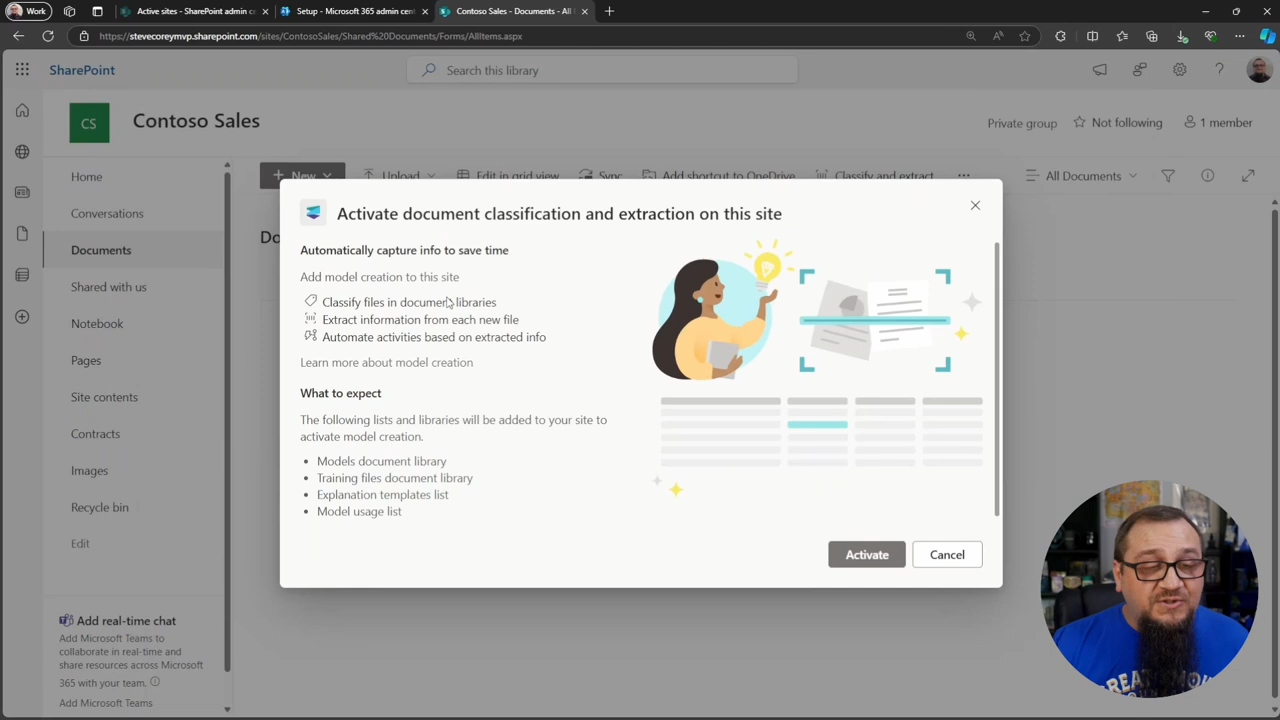 Work
Active sites - SharePoint admin ce
Setup - Microsoft 365 admin cent
Contoso Sales - Documents - All F
https://stevecoreymvp.sharepoint.com/sites/ContosoSales/Shared%20Documents/Forms/AllItems.aspx
SharePoint
Search this library
CS
Contoso Sales
Private group
Not following
1 member
New
Upload
Edit in grid view
Sync
Add shortcut to OneDrive
Classify and extract
All Documents
Home
Conversations
Documents
Shared with us
Notebook
Pages
Site contents
Contracts
Images
Recycle bin
Edit
Add real-time chat
Add Microsoft Teams to
collaborate in real-time and
share resources across Microsoft
365 with your team.
Add Microsoft Teams
Do
Activate document classification and extraction on this site
Automatically capture info to save time
Add model creation to this site
Classify files in document libraries
Extract information from each new file
Automate activities based on extracted info
Learn more about model creation
What to expect
The following lists and libraries will be added to your site to
activate model creation.
• Models document library
• Training files document library
• Explanation templates list
• Model usage list
Activate
Cancel